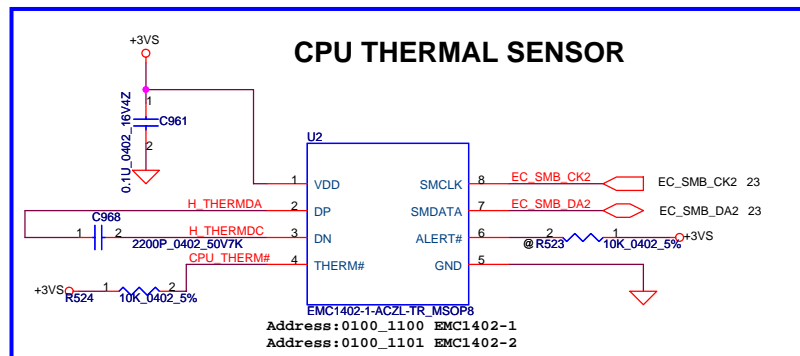 +3VS
CPU THERMAL SENSOR
1
C961
2
0.1U_0402_16V4Z
U2
1 VDD SMCLK 8 EC_SMB_CK2 EC_SMB_CK2 23
H_THERMDA 2 DP SMDATA 7 EC_SMB_DA2 EC_SMB_DA2 23
C968
1 2 H_THERMDC 3 DN ALERT# 6 2 1 +3VS
2200P_0402_50V7K @R523 10K_0402_5%
CPU_THERM# 4 THERM# GND 5
+3VS 1 2
R524 10K_0402_5%
EMC1402-1-ACZL-TR_MSOP8
Address:0100_1100 EMC1402-1
Address:0100_1101 EMC1402-2